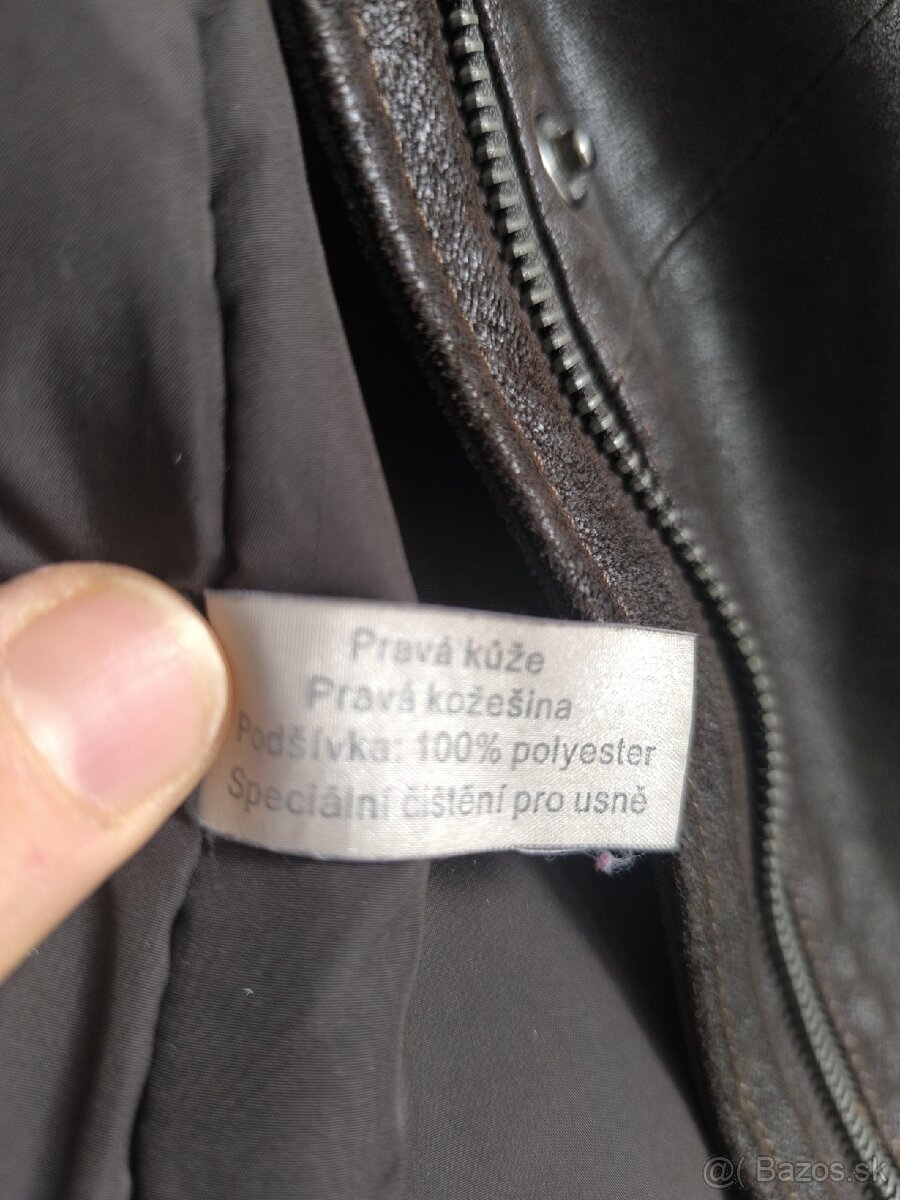 Pravá kůže
Pravá kožešina
Podšívka: 100% polyester
Speciální čištění pro usně
@( Bazos.sk